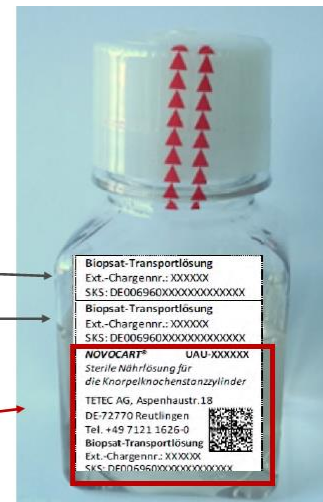 Biopsat-Transportlösung
Ext.-Chargennr.: XXXXXX
SKS: DE006960XXXXXXXXXXXXX
Biopsat-Transportlösung
Ext.-Chargennr.: XXXXXX
SKS: DE006960XXXXXXXXXXXXX
NOVOCART® UAU-XXXXXX
Sterile Nährlösung für
die Knorpelknochenstanzzylinder
TETEC AG, Aspenhaustr.18
DE-72770 Reutlingen
Tel. +49 7121 1626-0
Biopsat-Transportlösung
Ext.-Chargennr.: XXXXXX
SKS: DE006960XXXXXXXXXXXXX